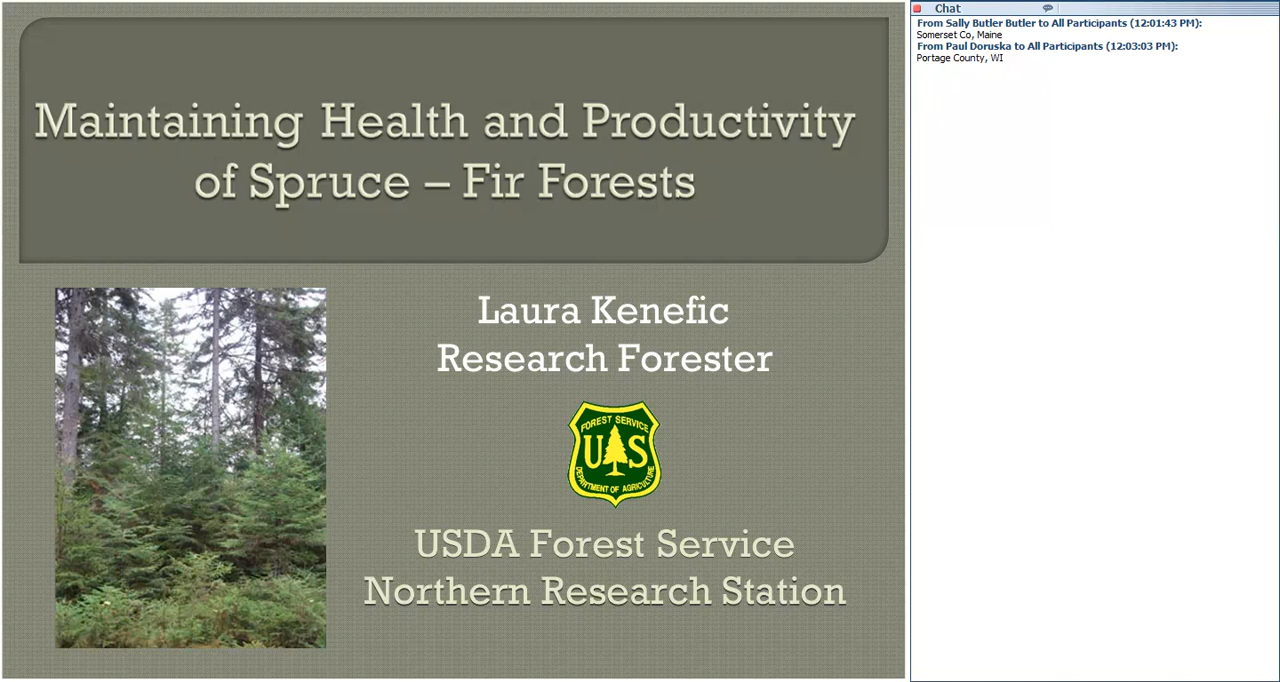 Maintaining Health and Productivity
of Spruce – Fir Forests
Laura Kenefic
Research Forester
FOREST SERVICE
U S
DEPARTMENT OF AGRICULTURE
USDA Forest Service
Northern Research Station
Chat
From Sally Butler Butler to All Participants (12:01:43 PM):
Somerset Co, Maine
From Paul Doruska to All Participants (12:03:03 PM):
Portage County, WI